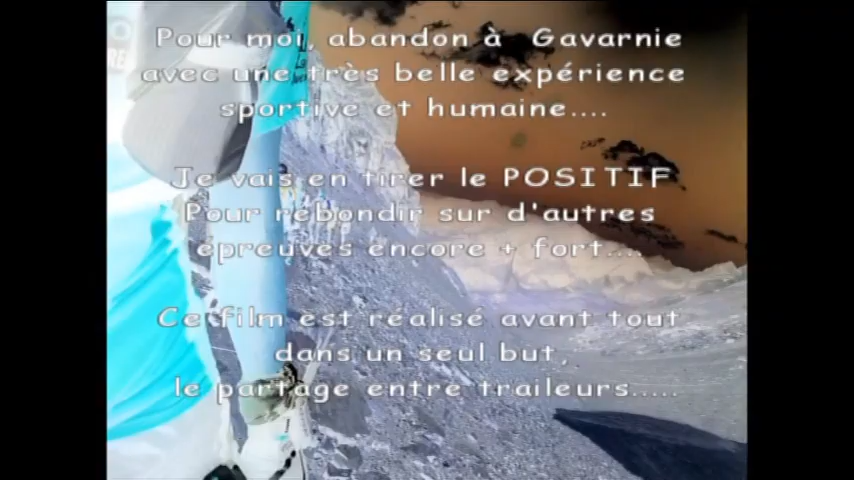 Pour moi, abandon à Gavarnie
avec une très belle expérience
sportive et humaine....
Je vais en tirer le POSITIF
Pour rebondir sur d'autres
épreuves encore + fort....
Ce film est réalisé avant tout
dans un seul but,
le partage entre traileurs.....